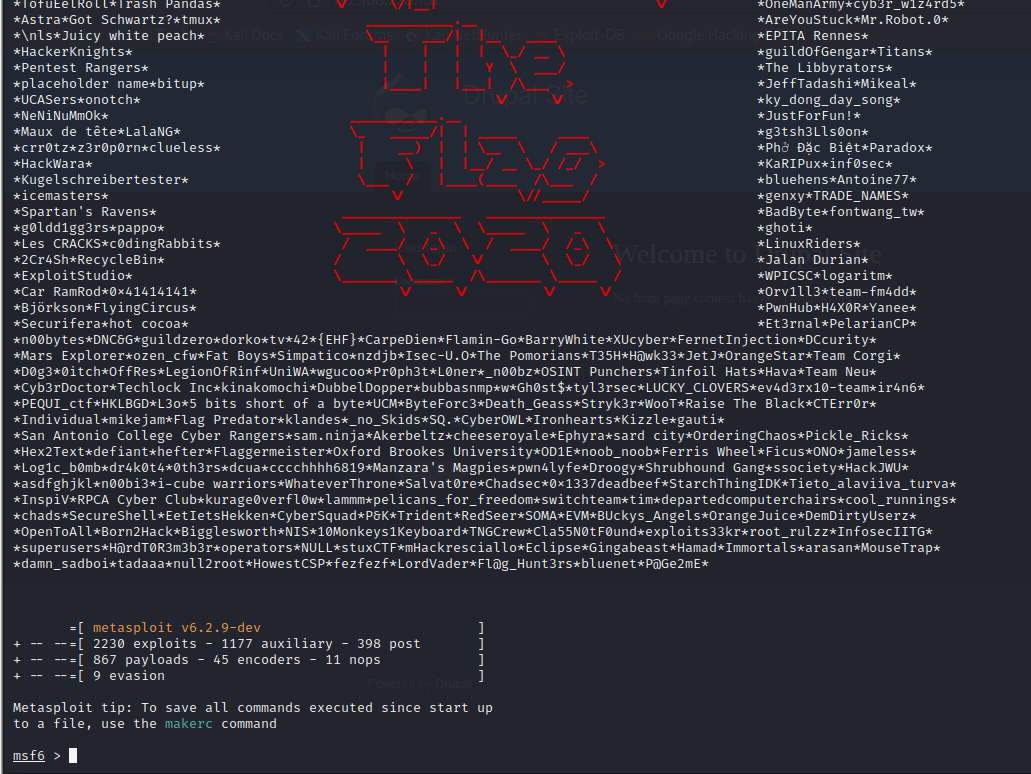 *TofuEelRoll*Trash Pandas* *OneManArmy*cyb3r_w1z4rd5*
*Astra*Got Schwartz?*tmux* *AreYouStuck*Mr.Robot.0*
*\nls*Juicy white peach* *EPITA Rennes*
*HackerKnights* *guildOfGengar*Titans*
*Pentest Rangers* The *The Libbyrators*
*placeholder name*bitup* *JeffTadashi*Mikeal*
*UCASers*onotch* *ky_dong_day_song*
*NeNiNuMmOk* *JustForFun!*
*Maux de tête*LalaNG* *g3tsh3Lls0on*
*crr0tz*z3r0p0rn*clueless* *Phở Đặc Biệt*Paradox*
*HackWara* Flag *KaRIPux*inf0sec*
*Kugelschreibertester* *bluehens*Antoine77*
*icemasters* *genxy*TRADE_NAMES*
*Spartan's Ravens* *BadByte*fontwang_tw*
*g0ldd1gg3rs*pappo* *ghoti*
*Les CRACKS*c0dingRabbits* 2020 *LinuxRiders*
*2Cr4Sh*RecycleBin* *Jalan Durian*
*ExploitStudio* *WPICSC*logaritm*
*Car RamRod*0×41414141* *Orv1ll3*team-fm4dd*
*Björkson*FlyingCircus* *PwnHub*H4X0R*Yanee*
*Securifera*hot cocoa* *Et3rnal*PelarianCP*
*n00bytes*DNC&G*guildzero*dorko*tv*42*{EHF}*CarpeDien*Flamin-Go*BarryWhite*XUcyber*FernetInjection*DCcurity*
*Mars Explorer*ozen_cfw*Fat Boys*Simpatico*nzdjb*Isec-U.O*The Pomorians*T35H*H@wk33*JetJ*OrangeStar*Team Corgi*
*D0g3*0itch*OffRes*LegionOfRinf*UniWA*wgucoo*Pr0ph3t*L0ner*_n00bz*OSINT Punchers*Tinfoil Hats*Hava*Team Neu*
*Cyb3rDoctor*Techlock Inc*kinakomochi*DubbelDopper*bubbasnmp*w*Gh0st$*tyl3rsec*LUCKY_CLOVERS*ev4d3rx10-team*ir4n6*
*PEQUI_ctf*HKLBGD*L3o*5 bits short of a byte*UCM*ByteForc3*Death_Geass*Stryk3r*WooT*Raise The Black*CTErr0r*
*Individual*mikejam*Flag Predator*klandes*_no_Skids*SQ.*CyberOWL*Ironhearts*Kizzle*gauti*
*San Antonio College Cyber Rangers*sam.ninja*Akerbeltz*cheeseroyale*Ephyra*sard city*OrderingChaos*Pickle_Ricks*
*Hex2Text*defiant*hefter*Flaggermeister*Oxford Brookes University*OD1E*noob_noob*Ferris Wheel*Ficus*ONO*jameless*
*Log1c_b0mb*dr4k0t4*0th3rs*dcua*cccchhhh6819*Manzara's Magpies*pwn4lyfe*Droogy*Shrubhound Gang*ssociety*HackJWU*
*asdfghjkl*n00bi3*i-cube warriors*WhateverThrone*Salvat0re*Chadsec*0×1337deadbeef*StarchThingIDK*Tieto_alaviiva_turva*
*InspiV*RPCA Cyber Club*kurage0verfl0w*lammm*pelicans_for_freedom*switchteam*tim*departedcomputerchairs*cool_runnings*
*chads*SecureShell*EetIetsHekken*CyberSquad*P&K*Trident*RedSeer*SOMA*EVM*BUckys_Angels*OrangeJuice*DemDirtyUserz*
*OpenToAll*Born2Hack*Bigglesworth*NIS*10Monkeys1Keyboard*TNGCrew*Cla55N0tF0und*exploits33kr*root_rulzz*InfosecIITG*
*superusers*H@rdT0R3m3b3r*operators*NULL*stuxCTF*mHackresciallo*Eclipse*Gingabeast*Hamad*Immortals*arasan*MouseTrap*
*damn_sadboi*tadaaa*null2root*HowestCSP*fezfezf*LordVader*Fl@g_Hunt3rs*bluenet*P@Ge2mE*
=[ metasploit v6.2.9-dev ]
+ -- --=[ 2230 exploits - 1177 auxiliary - 398 post ]
+ -- --=[ 867 payloads - 45 encoders - 11 nops ]
+ -- --=[ 9 evasion ]
Metasploit tip: To save all commands executed since start up
to a file, use the makerc command
msf6 >